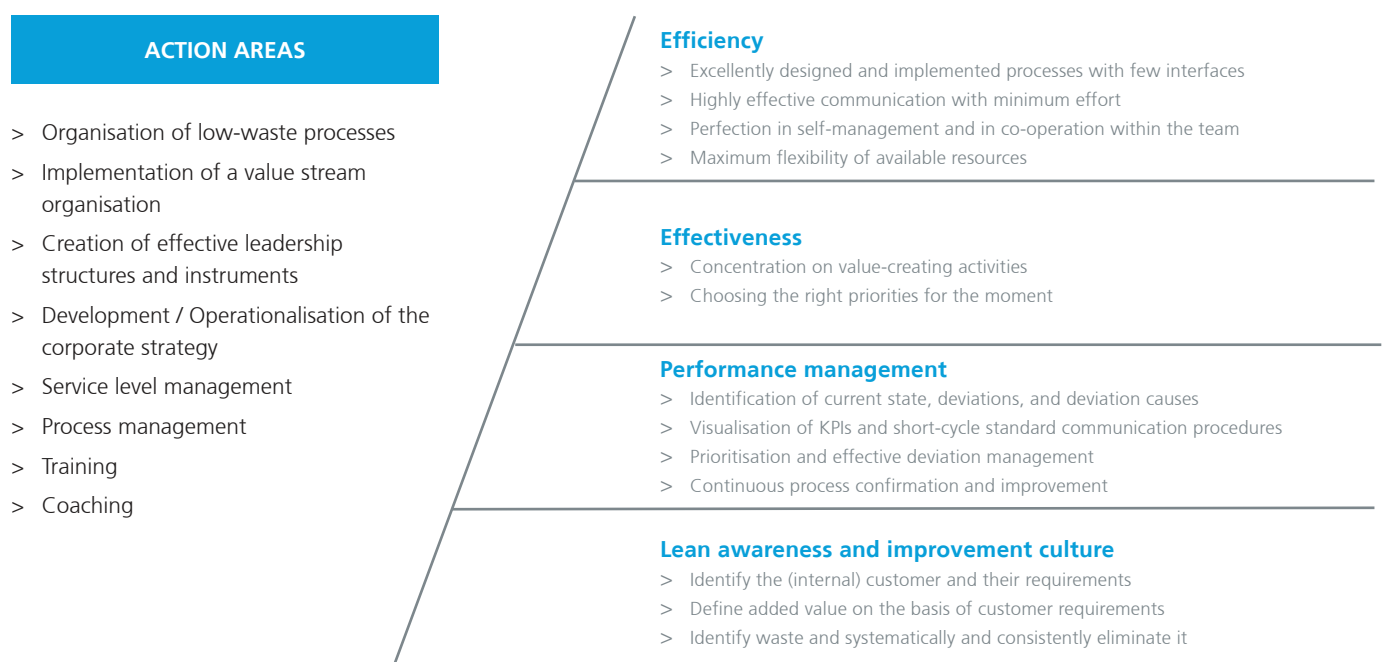 ACTION AREAS
> Organisation of low-waste processes
> Implementation of a value stream
organisation
> Creation of effective leadership
structures and instruments
> Development / Operationalisation of the
corporate strategy
> Service level management
> Process management
> Training
> Coaching
Efficiency
> Excellently designed and implemented processes with few interfaces
> Highly effective communication with minimum effort
> Perfection in self-management and in co-operation within the team
> Maximum flexibility of available resources
Effectiveness
> Concentration on value-creating activities
> Choosing the right priorities for the moment
Performance management
> Identification of current state, deviations, and deviation causes
> Visualisation of KPIs and short-cycle standard communication procedures
> Prioritisation and effective deviation management
> Continuous process confirmation and improvement
Lean awareness and improvement culture
> Identify the (internal) customer and their requirements
> Define added value on the basis of customer requirements
> Identify waste and systematically and consistently eliminate it